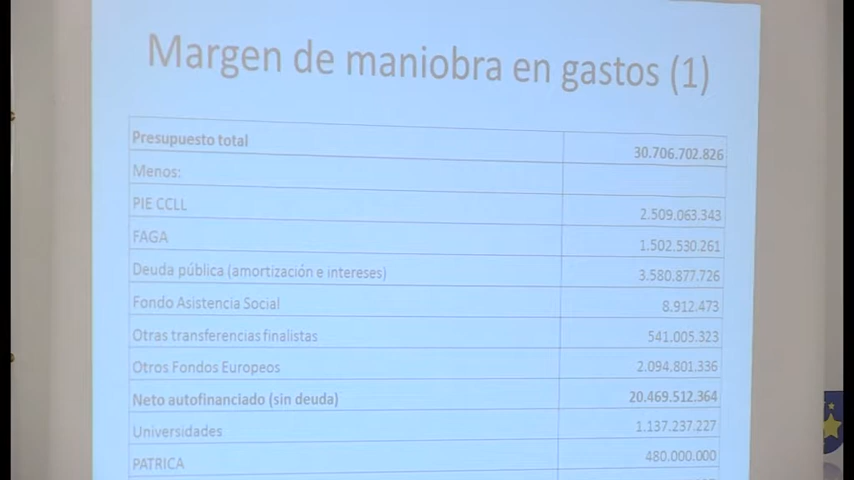 Margen de maniobra en gastos (1)
Presupuesto total 30.706.702.826
Menos:
PIE CCLL 2.509.063.343
FAGA 1.502.530.261
Deuda pública (amortización e intereses) 3.580.877.726
Fondo Asistencia Social 8.912.473
Otras transferencias finalistas 541.005.323
Otros Fondos Europeos 2.094.801.336
Neto autofinanciado (sin deuda) 20.469.512.364
Universidades 1.137.237.227
PATRICA 480.000.000